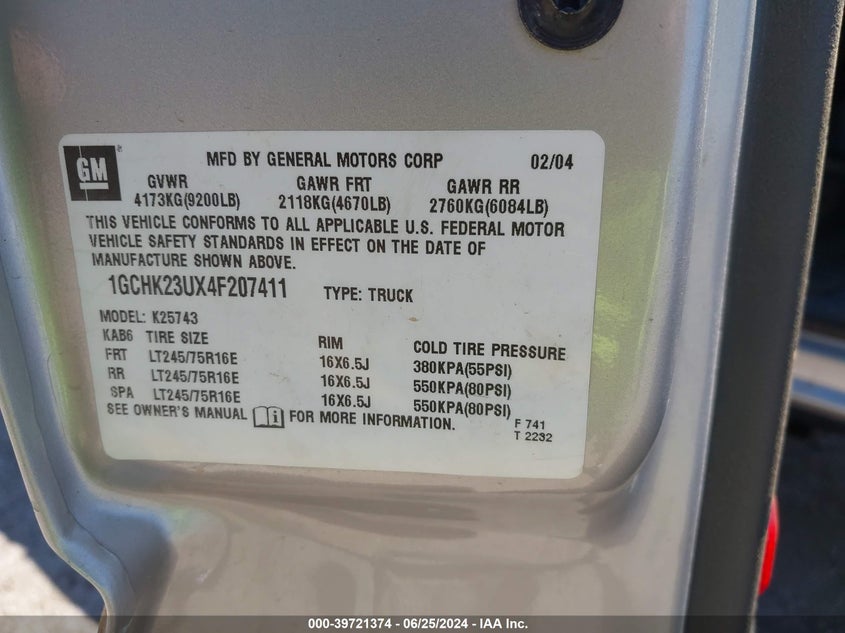 GM
MFD BY GENERAL MOTORS CORP 02/04
GVWR GAWR FRT GAWR RR
4173KG(9200LB) 2118KG(4670LB) 2760KG(6084LB)
THIS VEHICLE CONFORMS TO ALL APPLICABLE U.S. FEDERAL MOTOR
VEHICLE SAFETY STANDARDS IN EFFECT ON THE DATE OF
MANUFACTURE SHOWN ABOVE.
1GCHK23UX4F207411 TYPE: TRUCK
MODEL: K25743
KAB6 TIRE SIZE RIM COLD TIRE PRESSURE
FRT LT245/75R16E 16X6.5J 380KPA(55PSI)
RR LT245/75R16E 16X6.5J 550KPA(80PSI)
SPA LT245/75R16E 16X6.5J 550KPA(80PSI)
SEE OWNER'S MANUAL i FOR MORE INFORMATION.
F 741
T 2232
000-39721374 / 06/25/2024 - IAA Inc.